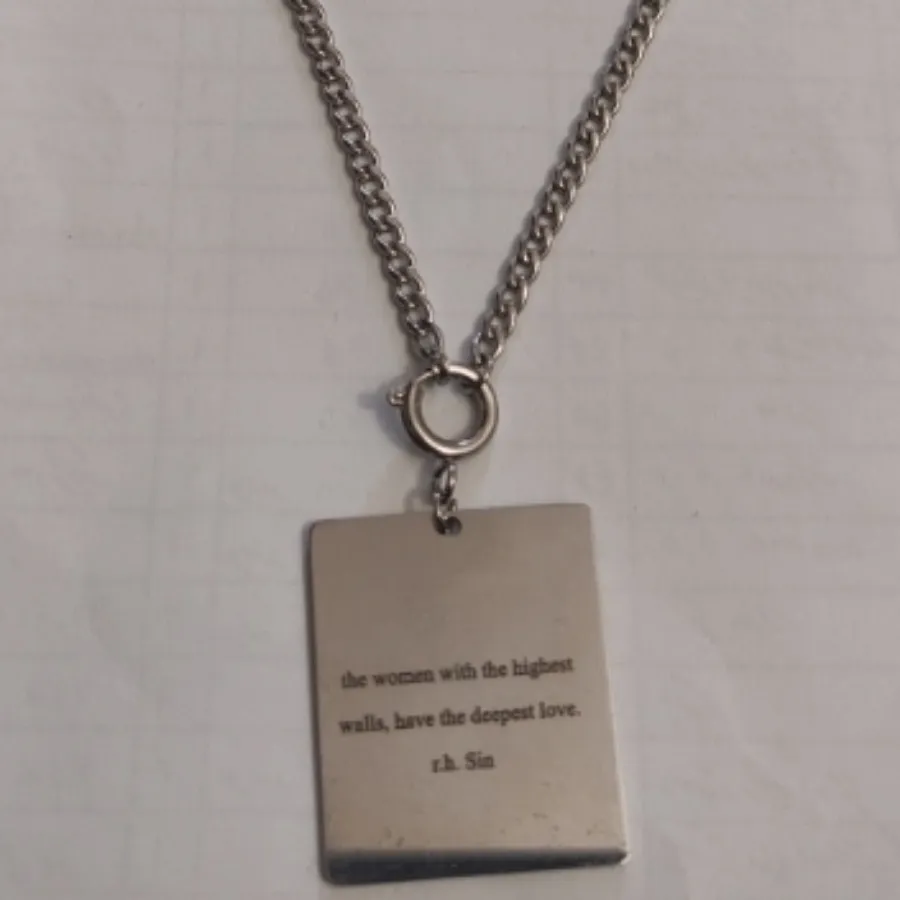 the women with the highest
walls, have the deepest love.
r.h. Sin